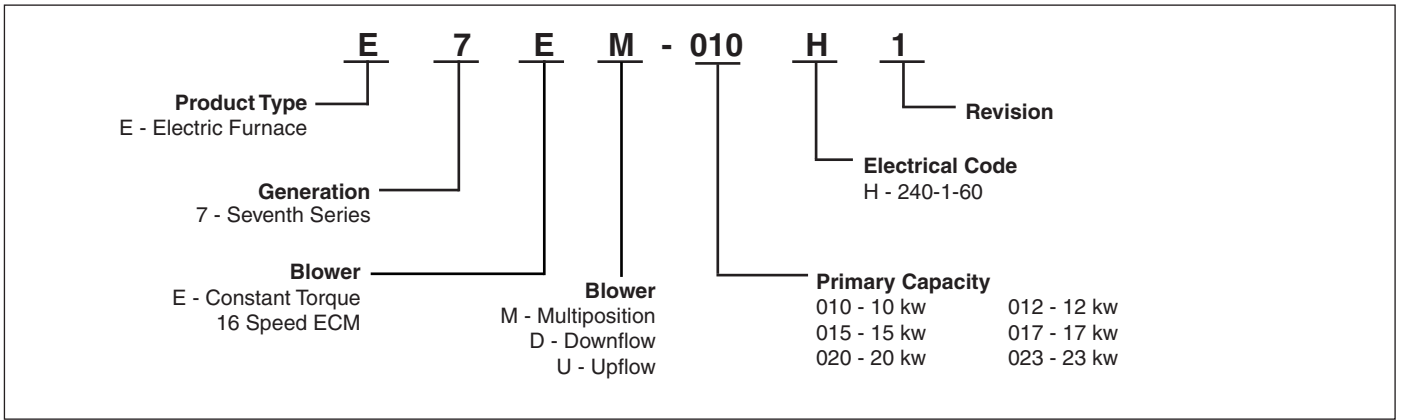 E 7 E M - 010 H 1
Product Type
E - Electric Furnace
Generation
7 - Seventh Series
Blower
E - Constant Torque
16 Speed ECM
Blower
M - Multiposition
D - Downflow
U - Upflow
Primary Capacity
010 - 10 kw 012 - 12 kw
015 - 15 kw 017 - 17 kw
020 - 20 kw 023 - 23 kw
Electrical Code
H - 240-1-60
Revision